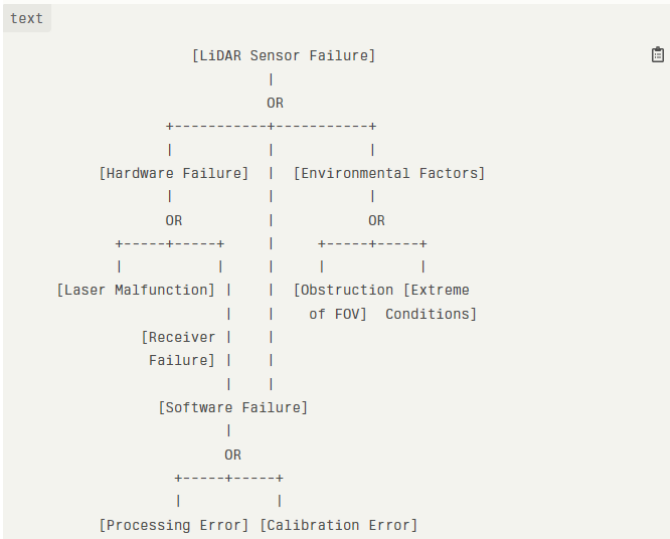 text
[LiDAR Sensor Failure]
|
OR
+-----------+-----------+
| | |
[Hardware Failure] | [Environmental Factors]
| | |
OR | OR
+-----+-----+ | +-----+-----+
| | | | |
[Laser Malfunction] | | [Obstruction [Extreme
| | of FOV] Conditions]
[Receiver | |
Failure] | |
| |
[Software Failure]
|
OR
+-----+-----+
| |
[Processing Error] [Calibration Error]